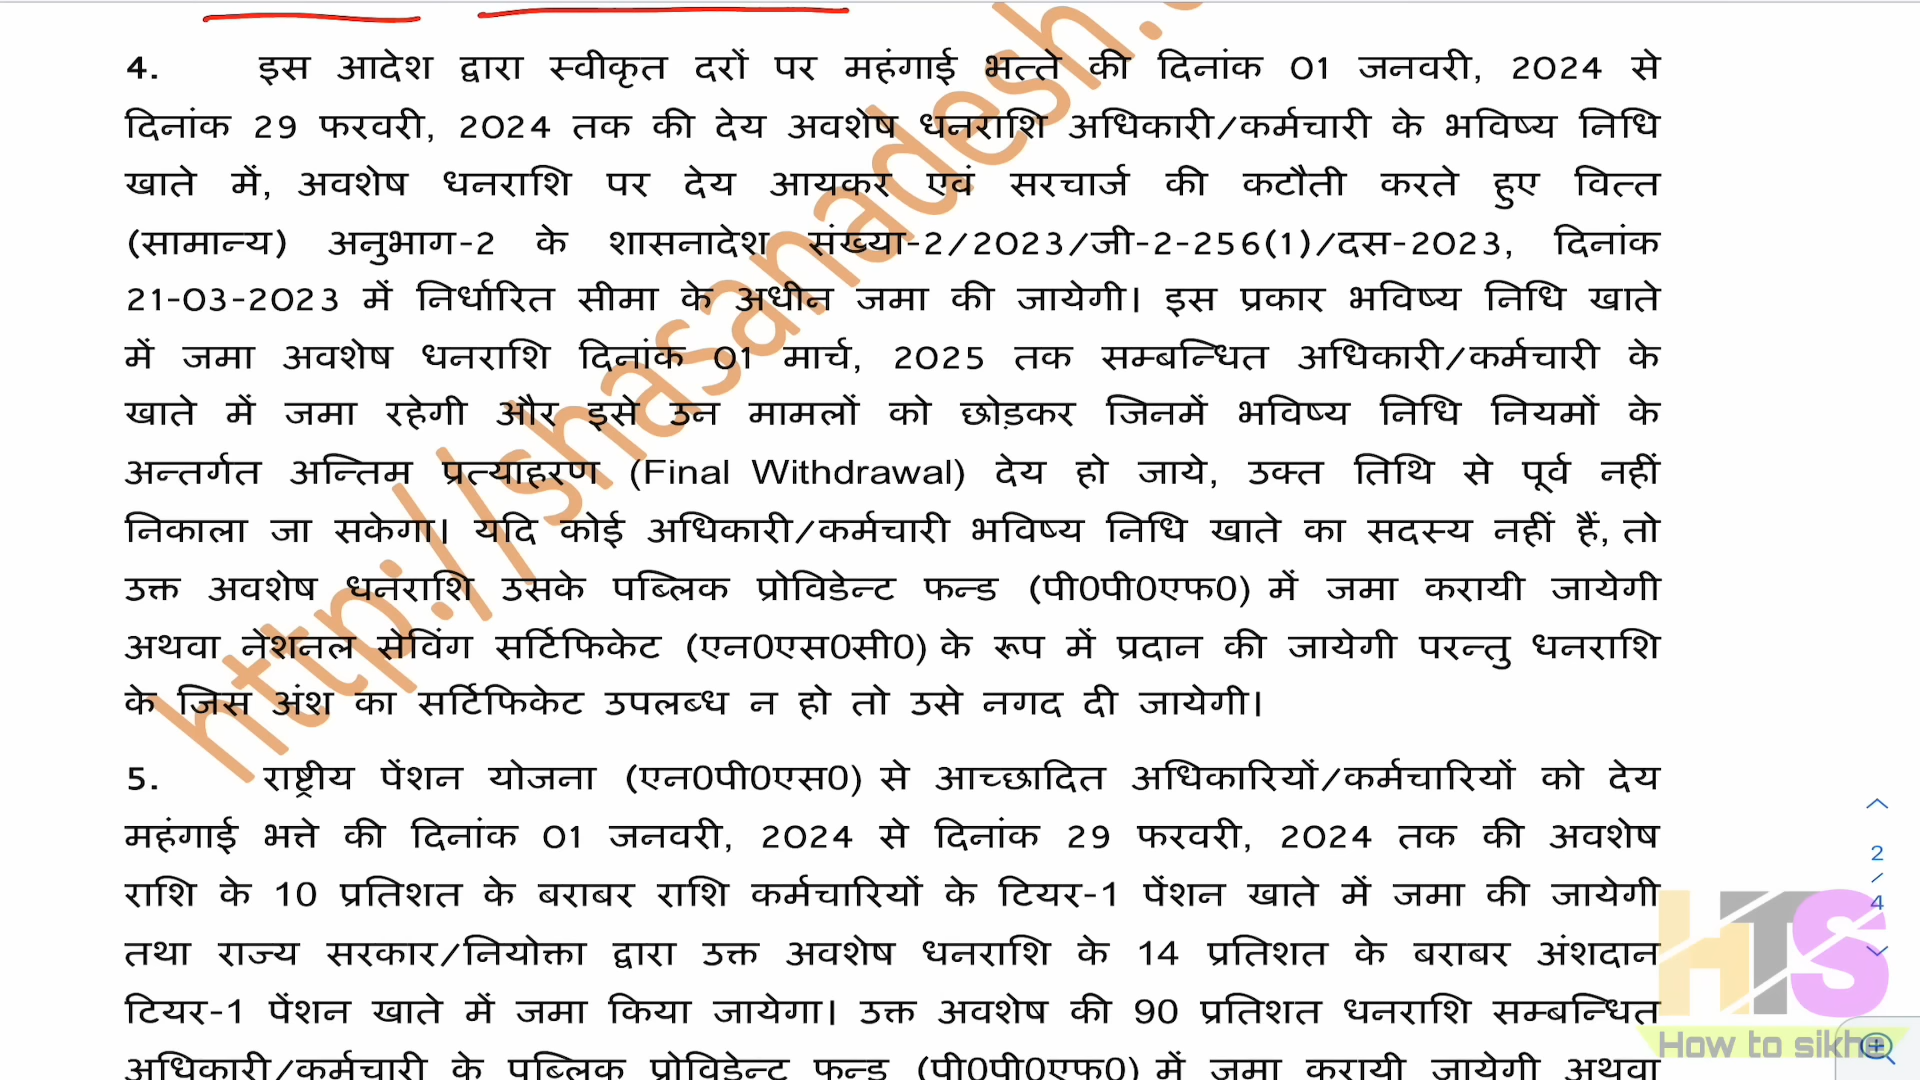 4. इस आदेश द्वारा स्वीकृत दरों पर महंगाई भत्ते की दिनांक 01 जनवरी, 2024 से
दिनांक 29 फरवरी, 2024 तक की देय अवशेष धनराशि अधिकारी/कर्मचारी के भविष्य निधि
खाते में, अवशेष धनराशि पर देय आयकर एवं सरचार्ज की कटौती करते हुए वित्त
(सामान्य) अनुभाग-2 के शासनादेश संख्या-2/2023/जी-2-256(1)/दस-2023, दिनांक
21-03-2023 में निर्धारित सीमा के अधीन जमा की जायेगी। इस प्रकार भविष्य निधि खाते
में जमा अवशेष धनराशि दिनांक 01 मार्च, 2025 तक सम्बन्धित अधिकारी/कर्मचारी के
खाते में जमा रहेगी और इसे उन मामलों को छोड़कर जिनमें भविष्य निधि नियमों के
अन्तर्गत अन्तिम प्रत्याहरण (Final Withdrawal) देय हो जाये, उक्त तिथि से पूर्व नहीं
निकाला जा सकेगा। यदि कोई अधिकारी/कर्मचारी भविष्य निधि खाते का सदस्य नहीं हैं, तो
उक्त अवशेष धनराशि उसके पब्लिक प्रोविडेन्ट फन्ड (पी0पी0एफ0) में जमा करायी जायेगी
अथवा नेशनल सेविंग सर्टिफिकेट (एन0एस0सी0) के रूप में प्रदान की जायेगी परन्तु धनराशि
के जिस अंश का सर्टिफिकेट उपलब्ध न हो तो उसे नगद दी जायेगी।
5. राष्ट्रीय पेंशन योजना (एन0पी0एस0) से आच्छादित अधिकारियों/कर्मचारियों को देय
महंगाई भत्ते की दिनांक 01 जनवरी, 2024 से दिनांक 29 फरवरी, 2024 तक की अवशेष
राशि के 10 प्रतिशत के बराबर राशि कर्मचारियों के टियर-1 पेंशन खाते में जमा की जायेगी
तथा राज्य सरकार/नियोक्ता द्वारा उक्त अवशेष धनराशि के 14 प्रतिशत के बराबर अंशदान
टियर-1 पेंशन खाते में जमा किया जायेगा। उक्त अवशेष की 90 प्रतिशत धनराशि सम्बन्धित
अधिकारी/कर्मचारी के पब्लिक प्रोविडेन्ट फन्ड (पी0पी0एफ0) में जमा करायी जायेगी अथवा
http://shasanadesh.
2
/
4
HTS
How to sikhe